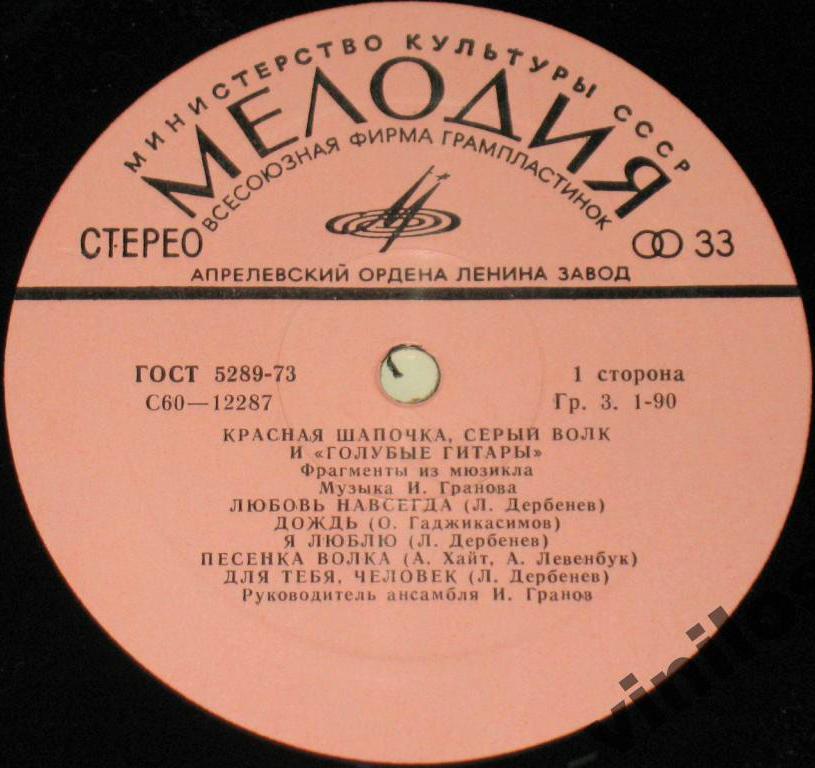 МИНИСТЕРСТВО КУЛЬТУРЫ СССР
МЕЛОДИЯ
ВСЕСОЮЗНАЯ ФИРМА ГРАМПЛАСТИНОК
СТЕРЕО 33
АПРЕЛЕВСКИЙ ОРДЕНА ЛЕНИНА ЗАВОД
ГОСТ 5289-73 1 сторона
С60—12287 Гр. 3. 1-90
КРАСНАЯ ШАПОЧКА, СЕРЫЙ ВОЛК
И «ГОЛУБЫЕ ГИТАРЫ»
Фрагменты из мюзикла
Музыка И. Гранова
ЛЮБОВЬ НАВСЕГДА (Л. Дербенев)
ДОЖДЬ (О. Гаджикасимов)
Я ЛЮБЛЮ (Л. Дербенев)
ПЕСЕНКА ВОЛКА (А. Хайт, А. Левенбук)
ДЛЯ ТЕБЯ, ЧЕЛОВЕК (Л. Дербенев)
Руководитель ансамбля И. Гранов